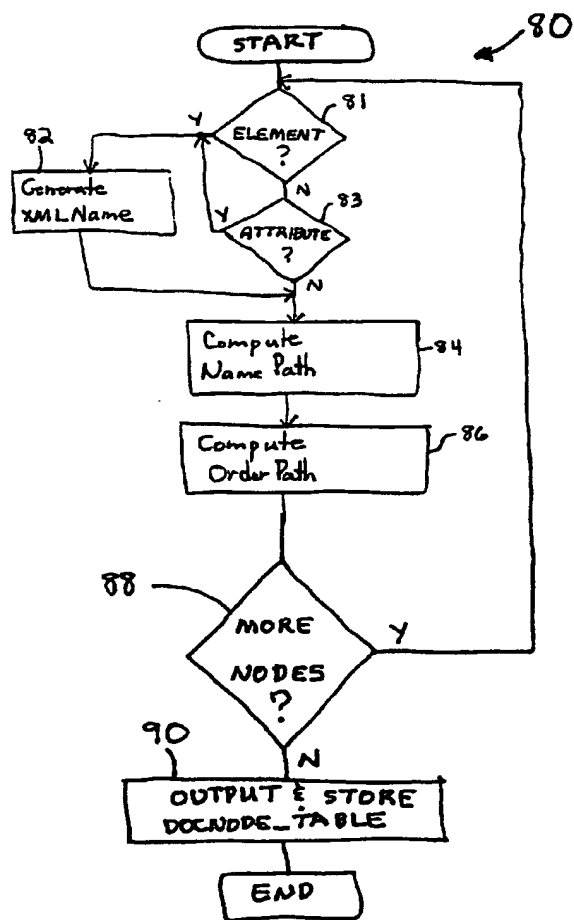 80
START
81
ELEMENT
?
Y
N
82
Generate
XMLName
83
ATTRIBUTE
?
Y
N
Compute
Name Path
84
Compute
Order Path
86
88
MORE
NODES
?
Y
N
90
OUTPUT & STORE
DOCNODE_TABLE
END